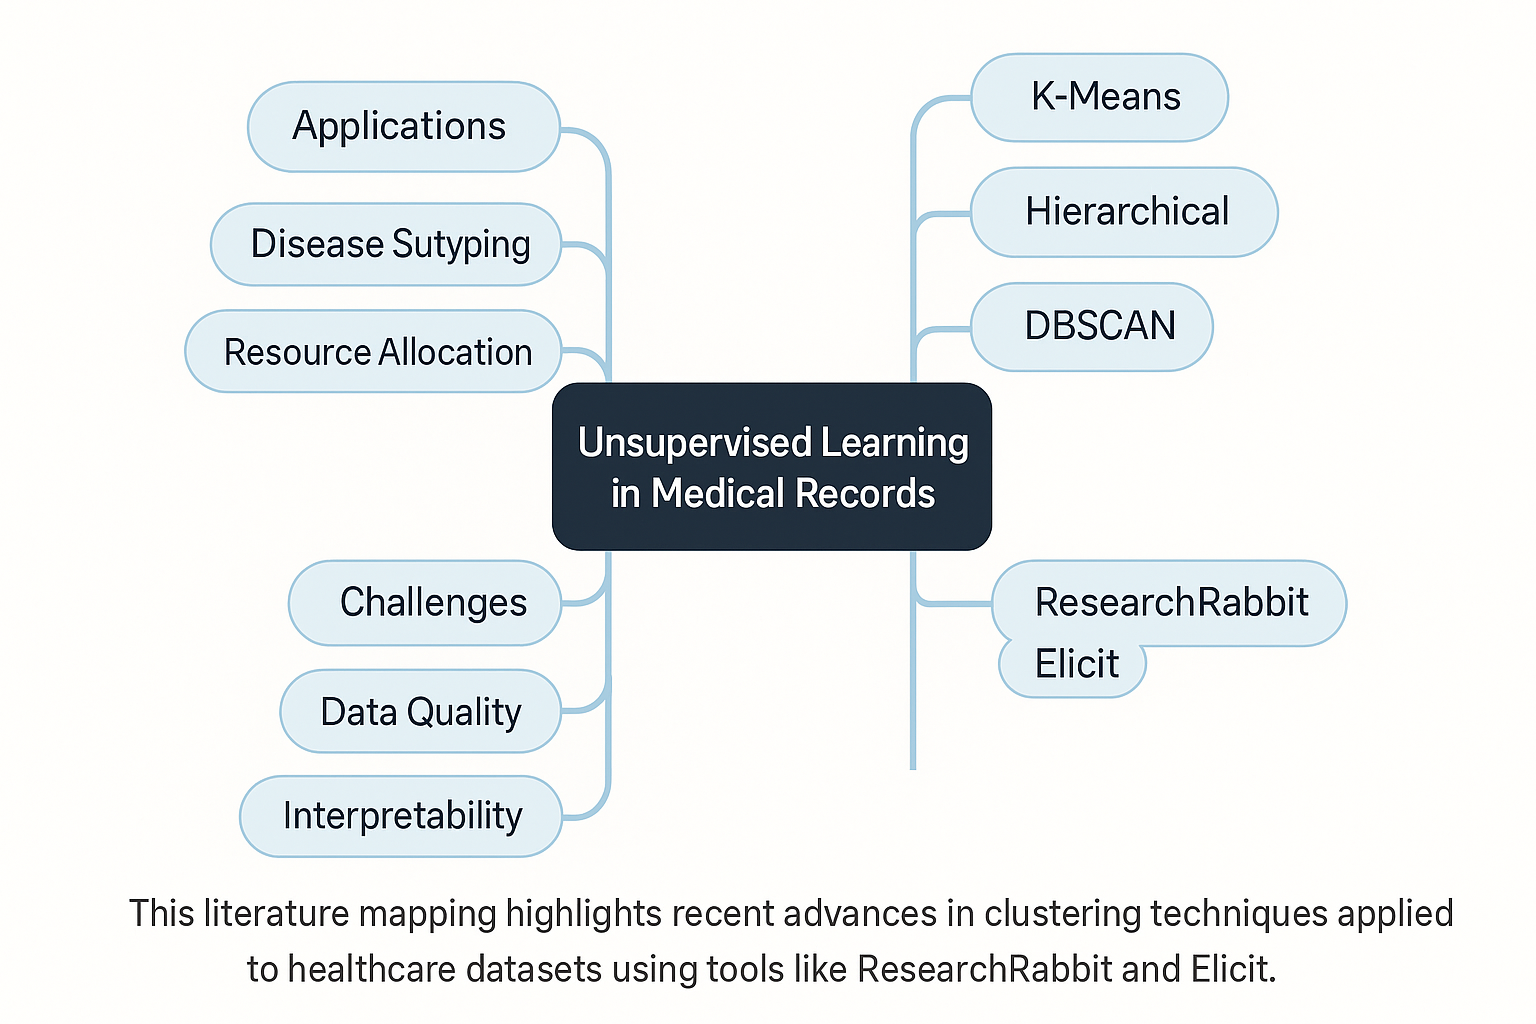 Applications
Disease Sutyping
Resource Allocation
K-Means
Hierarchical
DBSCAN
Unsupervised Learning
in Medical Records
Challenges
Data Quality
Interpretability
ResearchRabbit
Elicit
This literature mapping highlights recent advances in clustering techniques applied
to healthcare datasets using tools like ResearchRabbit and Elicit.